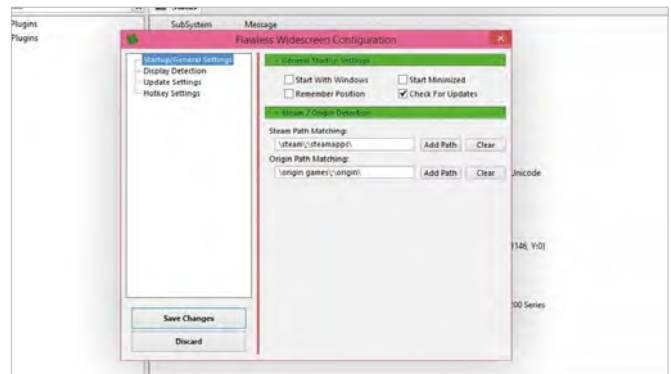 Plugins
Plugins
SubSystem Message
Flawless Widescreen Configuration
Startup/General Settings
Display Detection
Update Settings
Hotkey Settings
General Startup Settings
Start With Windows Start Minimized
Remember Position Check For Updates
Steam / Origin Detection
Steam Path Matching:
\steam\;\steamapps\ Add Path Clear
Origin Path Matching:
\origin games\;\origin\ Add Path Clear
Unicode
1146, Y:0)
00 Series
Save Changes
Discard